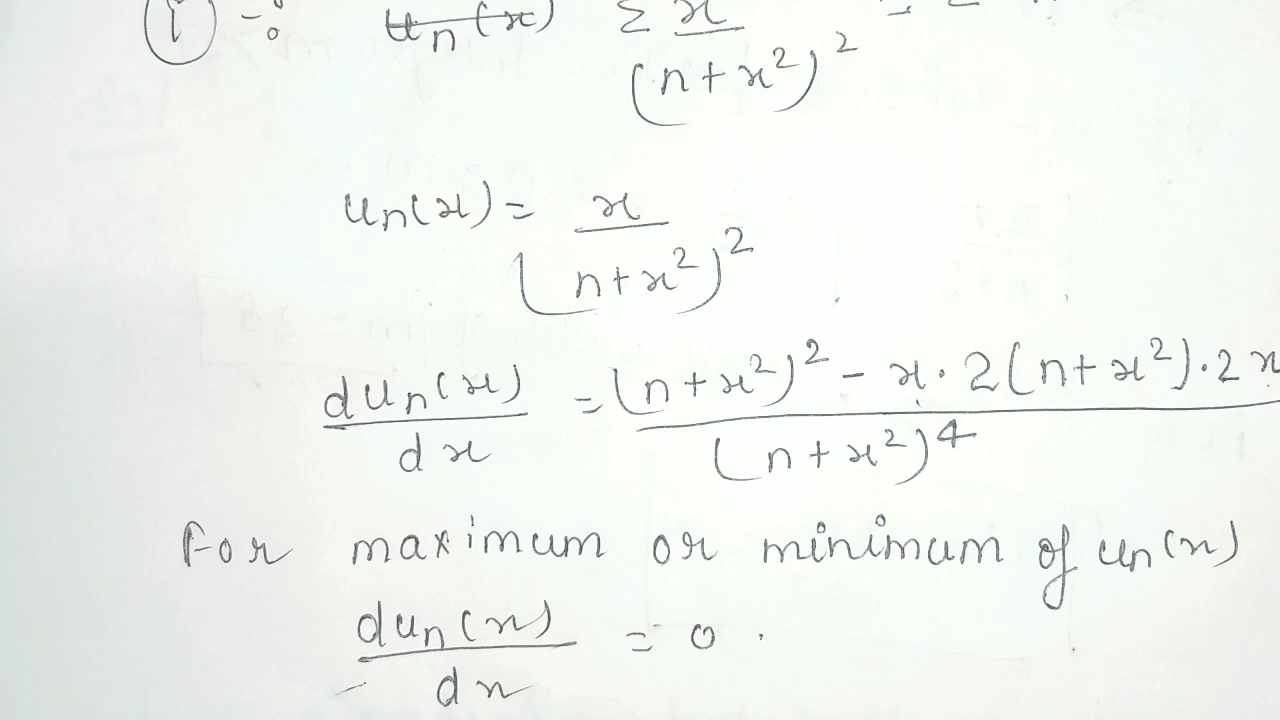 (i) -: u̶n̶(̶x̶)̶ Σ x/(n+x²)²
un(x) = x/(n+x²)²
dun(x)/dx = (n+x²)² - x·2(n+x²)·2x/(n+x²)⁴
For maximum or minimum of un(x)
dun(x)/dx = 0 .